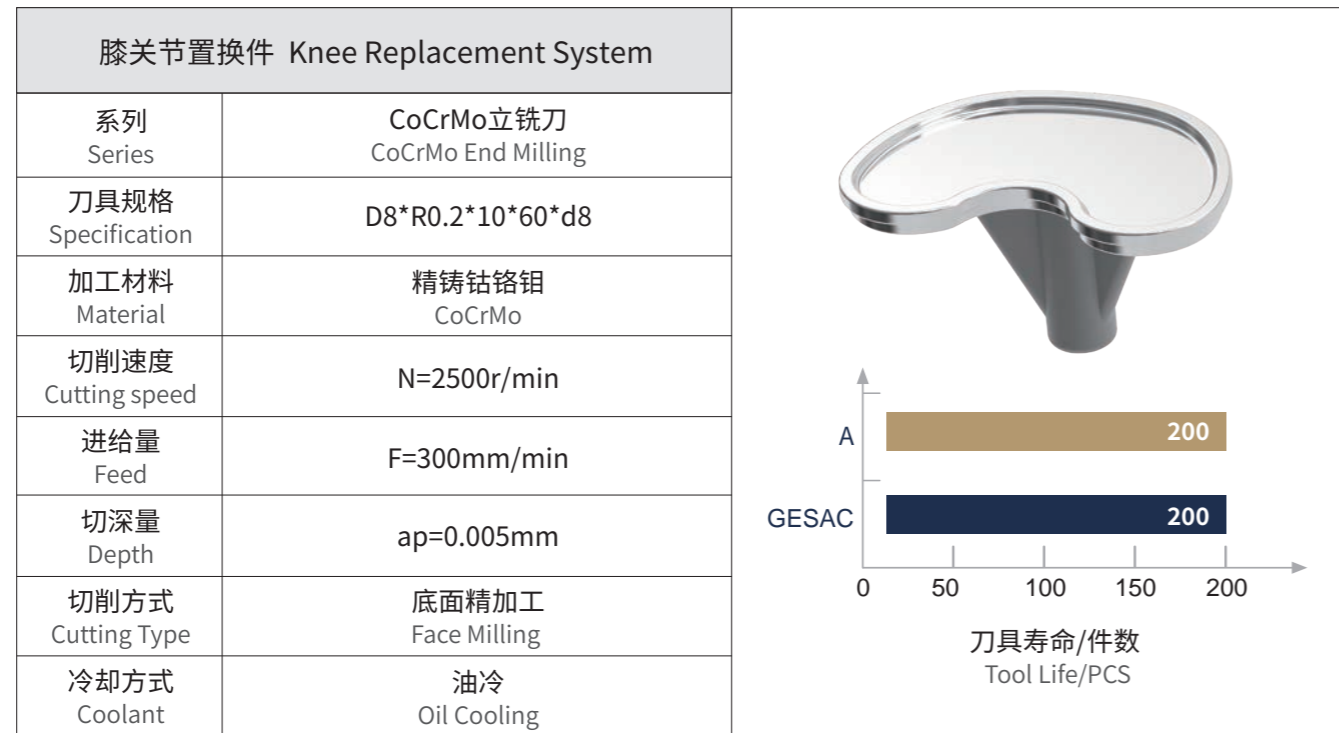 膝关节置换件 Knee Replacement System
系列
Series
CoCrMo立铣刀
CoCrMo End Milling
刀具规格
Specification
D8*R0.2*10*60*d8
加工材料
Material
精铸钴铬钼
CoCrMo
切削速度
Cutting speed
N=2500r/min
进给量
Feed
F=300mm/min
切深量
Depth
ap=0.005mm
切削方式
Cutting Type
底面精加工
Face Milling
冷却方式
Coolant
油冷
Oil Cooling
A
200
GESAC
200
0 50 100 150 200
刀具寿命/件数
Tool Life/PCS